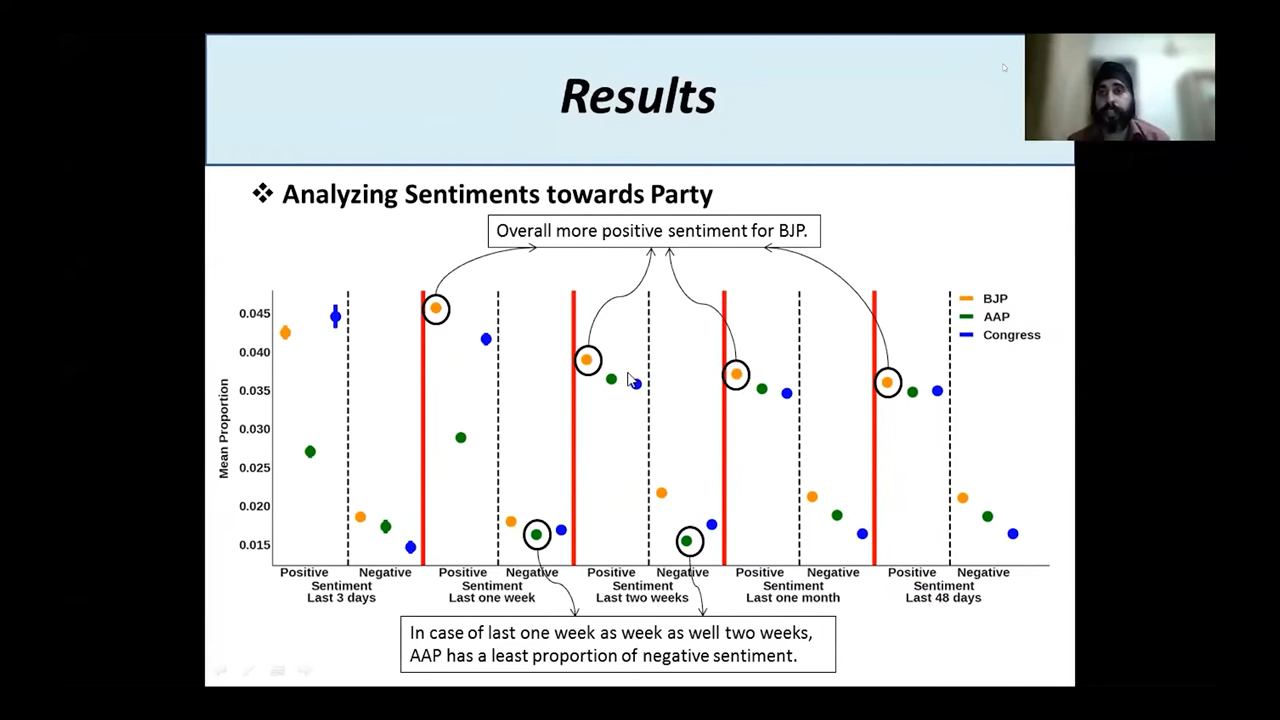 Results
❖ Analyzing Sentiments towards Party
Overall more positive sentiment for BJP.
BJP
AAP
Congress
Mean Proportion
0.045
0.040
0.035
0.030
0.025
0.020
0.015
Positive Negative Positive Negative Positive Negative Positive Negative Positive Negative
Sentiment Sentiment Sentiment Sentiment Sentiment
Last 3 days Last one week Last two weeks Last one month Last 48 days
In case of last one week as week as well two weeks,
AAP has a least proportion of negative sentiment.